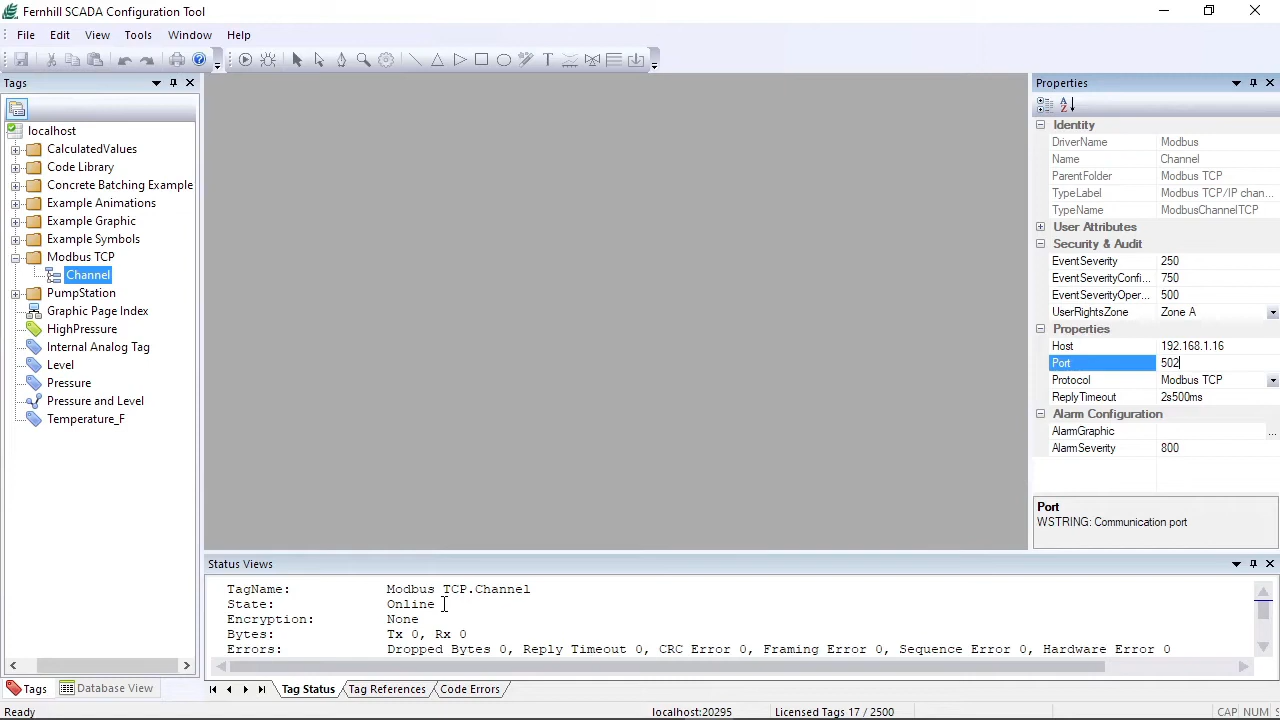 Fernhill SCADA Configuration Tool
File Edit View Tools Window Help
Tags
localhost
CalculatedValues
Code Library
Concrete Batching Example
Example Animations
Example Graphic
Example Symbols
Modbus TCP
Channel
PumpStation
Graphic Page Index
HighPressure
Internal Analog Tag
Level
Pressure
Pressure and Level
Temperature_F
Tags Database View
Properties
Identity
DriverName Modbus
Name Channel
ParentFolder Modbus TCP
TypeLabel Modbus TCP/IP chan...
TypeName ModbusChannelTCP
User Attributes
Security & Audit
EventSeverity 250
EventSeverityConfi... 750
EventSeverityOper... 500
UserRightsZone Zone A
Properties
Host 192.168.1.16
Port 502
Protocol Modbus TCP
ReplyTimeout 2s500ms
Alarm Configuration
AlarmGraphic ...
AlarmSeverity 800
Port
WSTRING: Communication port
Status Views
TagName: Modbus TCP.Channel
State: Online
Encryption: None
Bytes: Tx 0, Rx 0
Errors: Dropped Bytes 0, Reply Timeout 0, CRC Error 0, Framing Error 0, Sequence Error 0, Hardware Error 0
Tag Status Tag References Code Errors
Ready localhost:20295 Licensed Tags 17 / 2500 CAP NUM